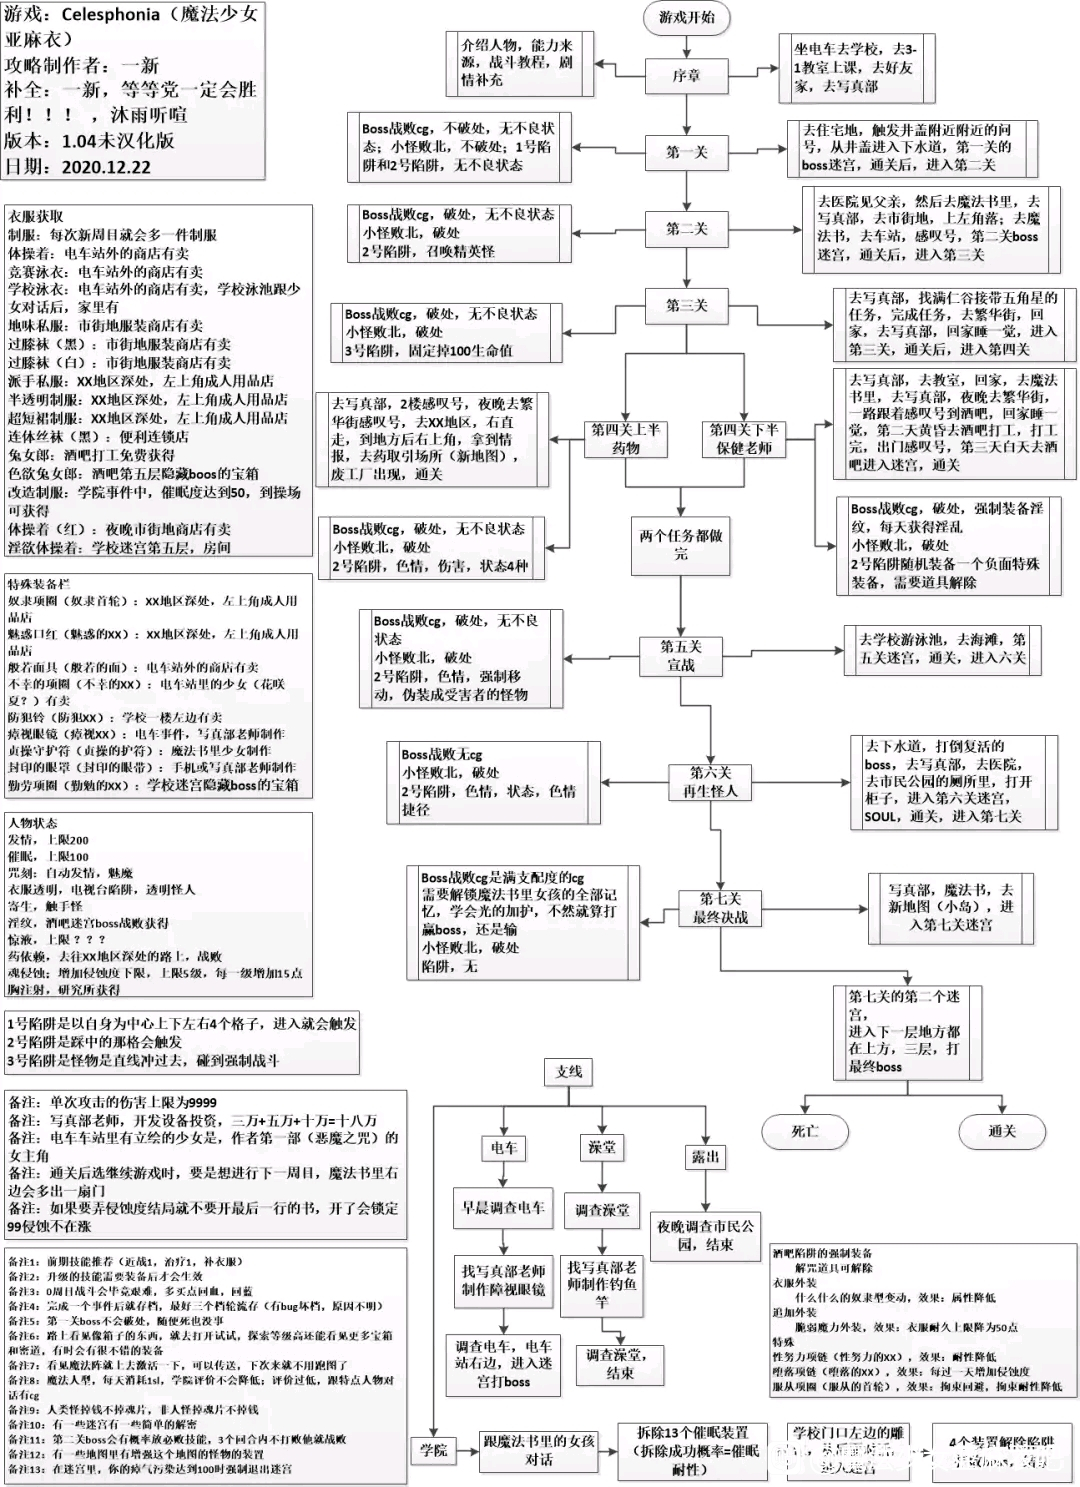 游戏：Celesphonia（魔法少女
亚麻衣）
攻略制作者：一新
补全：一新，等等党一定会胜
利！！！，沐雨听喧
版本：1.04未汉化版
日期：2020.12.22
衣服获取
制服：每次新周目就会多一件制服
体操着：电车站外的商店有卖
竞赛泳衣：电车站外的商店有卖
学校泳衣：电车站外的商店有卖，学校泳池跟少
女对话后，家里有
地味私服：市街地服装商店有卖
过膝袜（黑）：市街地服装商店有卖
过膝袜（白）：市街地服装商店有卖
派手私服：XX地区深处，左上角成人用品店
半透明制服：XX地区深处，左上角成人用品店
超短裙制服：XX地区深处，左上角成人用品店
连体丝袜（黑）：便利连锁店
兔女郎：酒吧打工免费获得
色欲兔女郎：酒吧第五层隐藏boos的宝箱
改造制服：学院事件中，催眠度达到50，到操场
可获得
体操着（红）：夜晚市街地商店有卖
淫欲体操着：学校迷宫第五层，房间
特殊装备栏
奴隶项圈（奴隶首轮）：XX地区深处，左上角成人用
品店
魅惑口红（魅惑的XX）：XX地区深处，左上角成人用
品店
般若面具（般若的面）：电车站外的商店有卖
不幸的项圈（不幸的XX）：电车站里的少女（花咲
夏？）有卖
防犯铃（防犯XX）：学校一楼左边有卖
瘴视眼镜（瘴视XX）：电车事件，写真部老师制作
贞操守护符（贞操的护符）：魔法书里少女制作
封印的眼罩（封印的眼带）：手机或写真部老师制作
勤劳项圈（勤勉的XX）：学校迷宫隐藏boss的宝箱
人物状态
发情，上限200
催眠，上限100
咒刻：自动发情，魅魔
衣服透明，电视台陷阱，透明怪人
寄生，触手怪
淫纹，酒吧迷宫boss战败获得
惊液，上限？？？
药依赖，去往XX地区深处的路上，战败
魂侵蚀；增加侵蚀度下限，上限5级，每一级增加15点
胸注射，研究所获得
1号陷阱是以自身为中心上下左右4个格子，进入就会触发
2号陷阱是踩中的那格会触发
3号陷阱是怪物是直线冲过去，碰到强制战斗
备注：单次攻击的伤害上限为9999
备注：写真部老师，开发设备投资，三万+五万+十万=十八万
备注：电车车站里有立绘的少女是，作者第一部（恶魔之咒）的
女主角
备注：通关后选继续游戏时，要是想进行下一周目，魔法书里右
边会多出一扇门
备注：如果要弄侵蚀度结局就不要开最后一行的书，开了会锁定
99侵蚀不在涨
备注1：前期技能推荐（近战1，治疗1，补衣服）
备注2：升级的技能需要装备后才会生效
备注3：0周目战斗会毕竟艰难，多买点回血，回蓝
备注4：完成一个事件后就存档，最好三个档轮流存（有bug坏档，原因不明）
备注5：第一关boss不会破处，随便死也没事
备注6：路上看见像箱子的东西，就去打开试试，探索等级高还能看见更多宝箱
和密道，有时会有很不错的装备
备注7：看见魔法阵就上去激活一下，可以传送，下次来就不用跑图了
备注8：魔法人型，每天消耗1sl，学院评价不会降低；评价过低，跟特点人物对
话有cg
备注9：人类怪掉钱不掉魂片，非人怪掉魂片不掉钱
备注10：有一些迷宫有一些简单的解密
备注11：第二关boss会有概率放必败技能，3个回合内不打败他就战败
备注12：有一些地图里有增强这个地图的怪物的装置
备注13：在迷宫里，你的瘴气污染达到100时强制退出迷宫
游戏开始
介绍人物，能力来
源，战斗教程，剧
情补充
序章
坐电车去学校，去3-
1教室上课，去好友
家，去写真部
Boss战败cg，不破处，无不良状
态；小怪败北，不破处；1号陷
阱和2号陷阱，无不良状态
第一关
去住宅地，触发井盖附近附近的问
号，从井盖进入下水道，第一关的
boss迷宫，通关后，进入第二关
Boss战败cg，破处，无不良状态
小怪败北，破处
2号陷阱，召唤精英怪
第二关
去医院见父亲，然后去魔法书里，去
写真部，去市街地，上左角落；去魔
法书，去车站，感叹号，第二关boss
迷宫，通关后，进入第三关
Boss战败cg，破处，无不良状态
小怪败北，破处
3号陷阱，固定掉100生命值
第三关
去写真部，找满仁谷接带五角星的
任务，完成任务，去繁华街，回
家，去写真部，回家睡一觉，进入
第三关，通关后，进入第四关
去写真部，2楼感叹号，夜晚去繁
华街感叹号，去XX地区，右直
走，到地方后右上角，拿到情
报，去药取引场所（新地图），
废工厂出现，通关
第四关上半
药物
第四关下半
保健老师
去写真部，去教室，回家，去魔法
书里，去写真部，夜晚去繁华街，
一路跟着感叹号到酒吧，回家睡一
觉，第二天黄昏去酒吧打工，打工
完，出门感叹号，第三天白天去酒
吧进入迷宫，通关
Boss战败cg，破处，无不良状态
小怪败北，破处
2号陷阱，色情，伤害，状态4种
两个任务都做
完
Boss战败cg，破处，强制装备淫
纹，每天获得淫乱
小怪败北，破处
2号陷阱随机装备一个负面特殊
装备，需要道具解除
Boss战败cg，破处，无不良
状态
小怪败北，破处
2号陷阱，色情，强制移
动，伪装成受害者的怪物
第五关
宣战
去学校游泳池，去海滩，第
五关迷宫，通关，进入六关
Boss战败无cg
小怪败北，破处
2号陷阱，色情，状态，色情
捷径
第六关
再生怪人
去下水道，打倒复活的
boss，去写真部，去医院，
去市民公园的厕所里，打开
柜子，进入第六关迷宫，
SOUL，通关，进入第七关
Boss战败cg是满支配度的cg
需要解锁魔法书里女孩的全部记
忆，学会光的加护，不然就算打
赢boss，还是输
小怪败北，破处
陷阱，无
第七关
最终决战
写真部，魔法书，去
新地图（小岛），进
入第七关迷宫
第七关的第二个迷
宫，
进入下一层地方都
在上方，三层，打
最终boss
死亡
通关
支线
电车
澡堂
露出
早晨调查电车
调查澡堂
夜晚调查市民公
园，结束
找写真部老师
制作障视眼镜
找写真部老
师制作钓鱼
竿
调查电车，电车
站右边，进入迷
宫打boss
调查澡堂，
结束
酒吧陷阱的强制装备
解咒道具可解除
衣服外装
什么什么的奴隶型变动，效果：属性降低
追加外装
脆弱魔力外装，效果：衣服耐久上限降为50点
特殊
性努力项链（性努力的XX），效果：耐性降低
堕落项链（堕落的XX），效果：每过一天增加侵蚀度
服从项圈（服从的首轮），效果：拘束回避，拘束耐性降低
学院
跟魔法书里的女孩
对话
拆除13个催眠装置
（拆除成功概率=催眠
耐性）
学校门口左边的雕
进入迷宫
4个装置解除陷阱